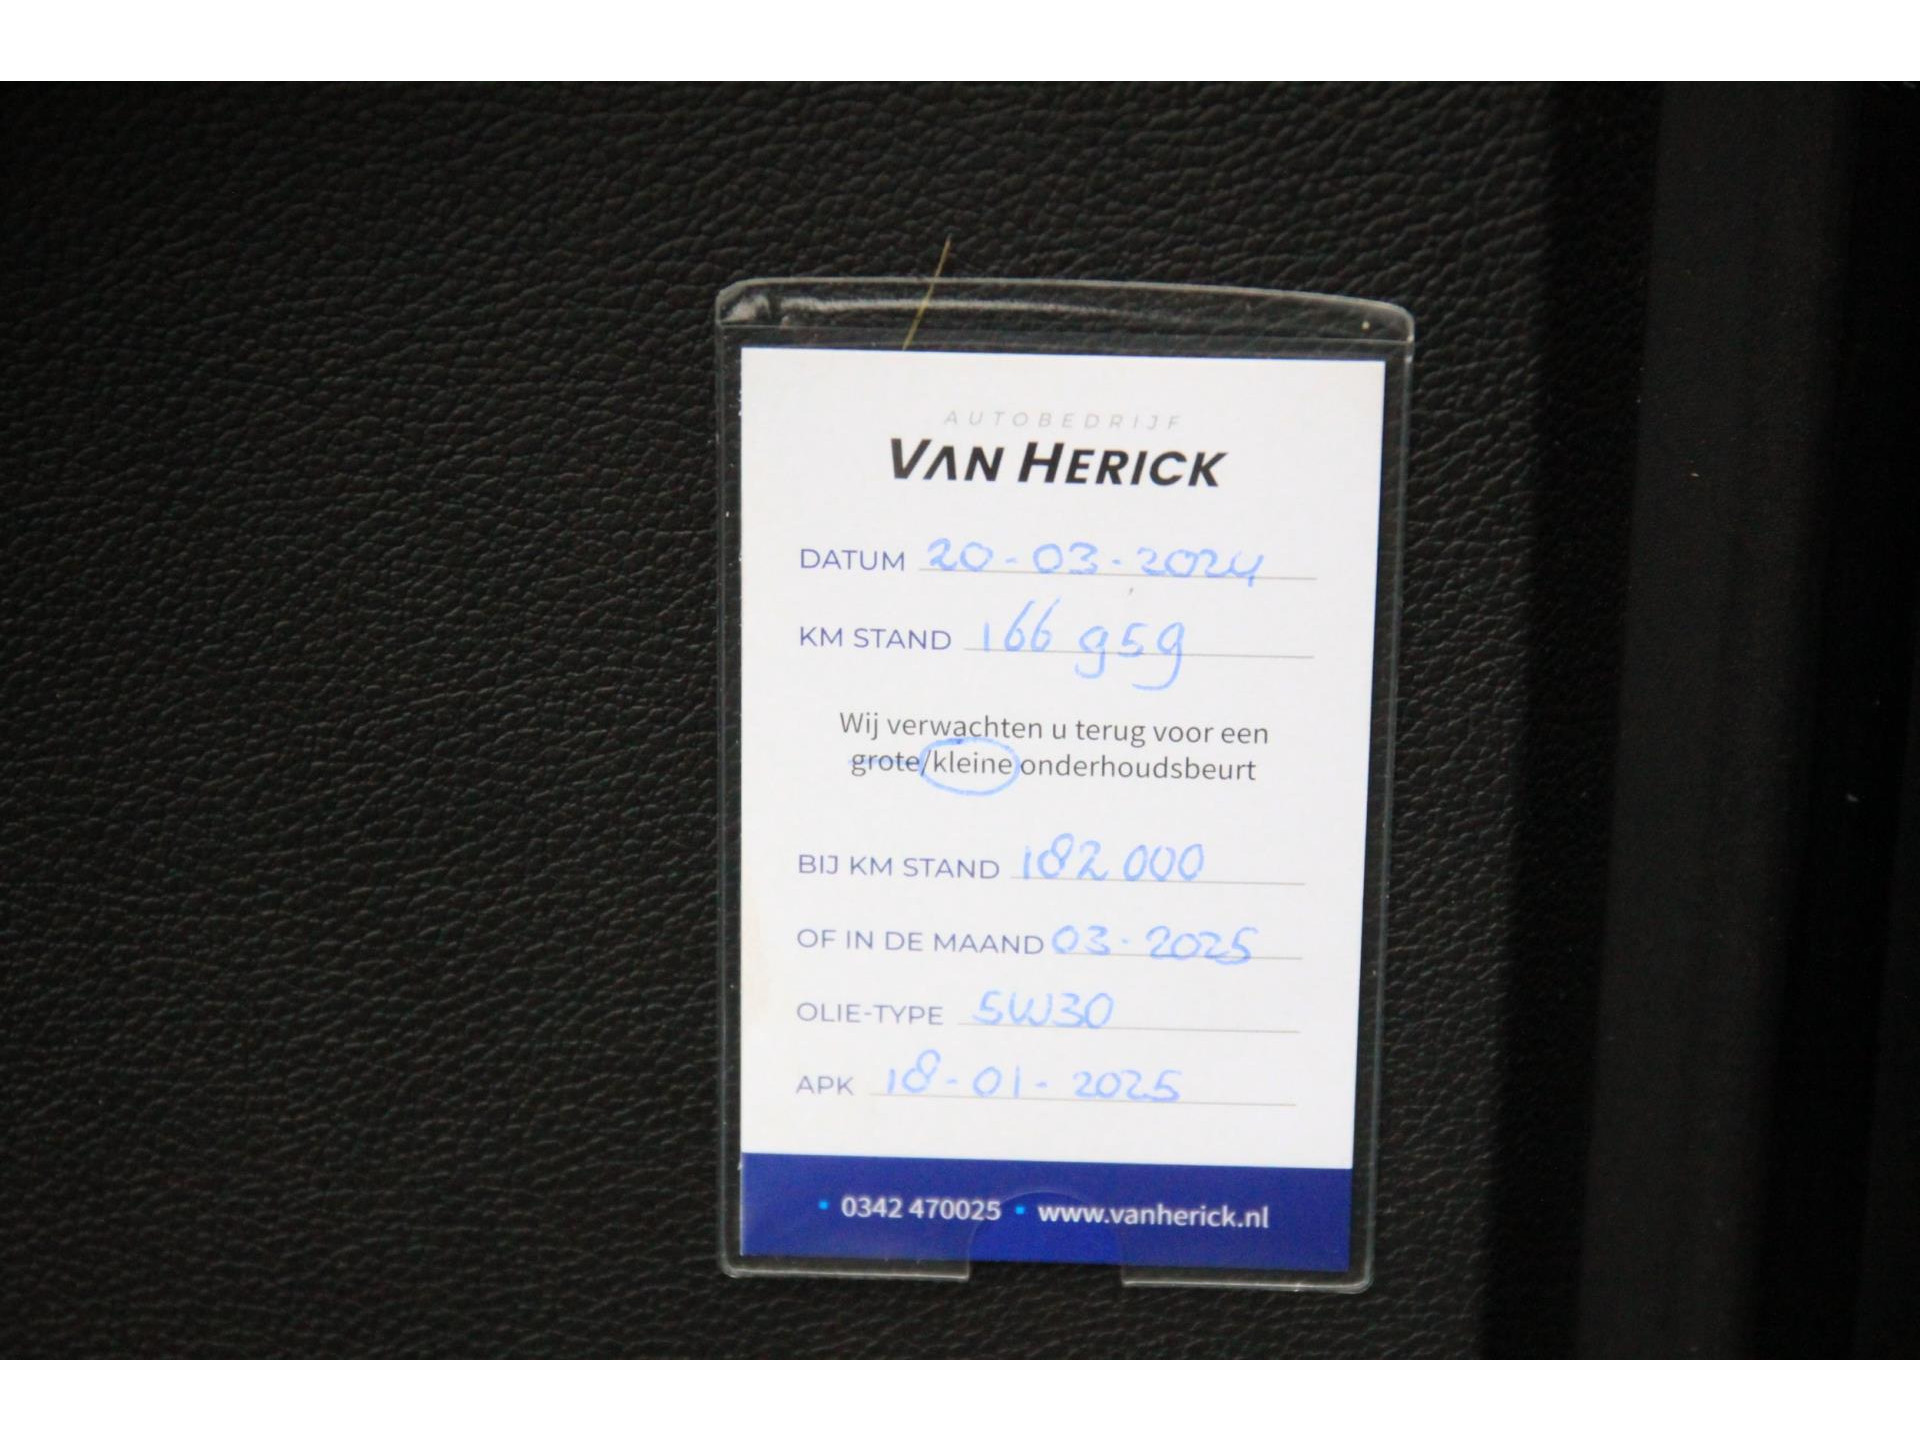 AUTOBEDRIJF
VAN HERICK
DATUM 20-03-2024
KM STAND 166 959
Wij verwachten u terug voor een
grote/kleine onderhoudsbeurt
BIJ KM STAND 182 000
OF IN DE MAAND 03-2025
OLIE-TYPE 5W30
APK 18-01-2025
• 0342 470025 • www.vanherick.nl